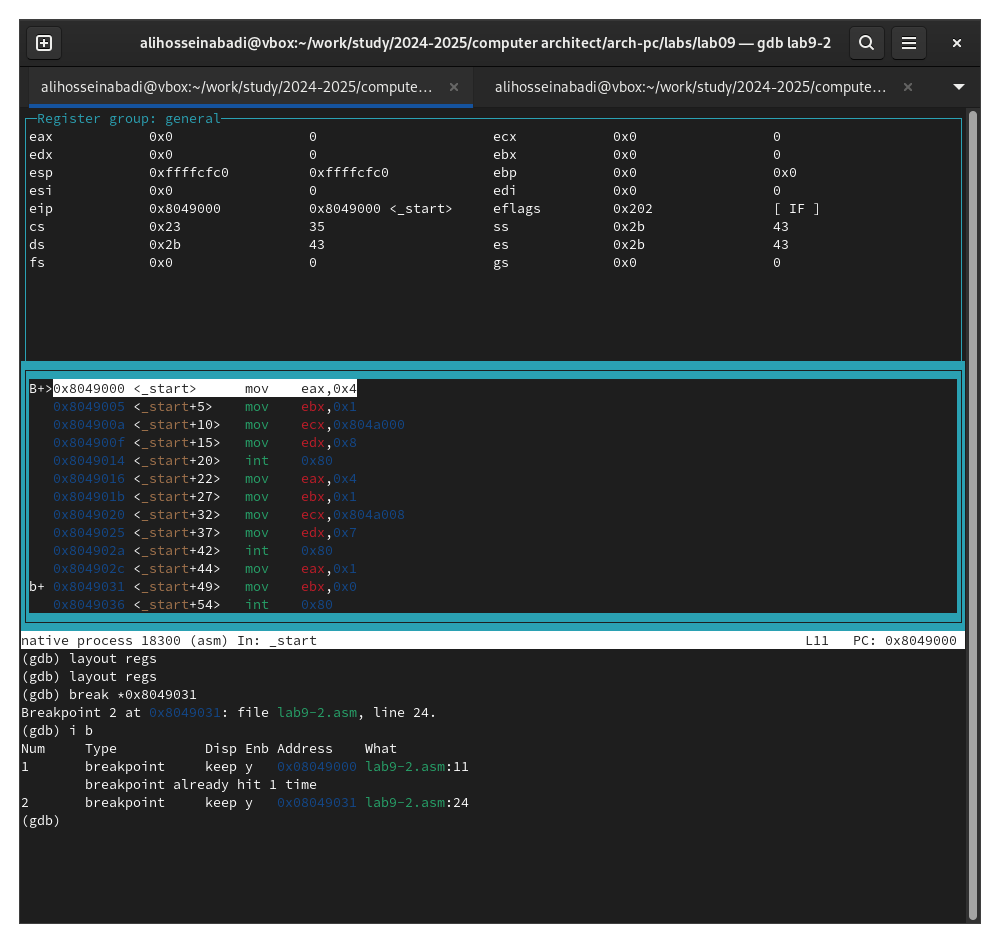 alihosseinabadi@vbox:~/work/study/2024-2025/computer architect/arch-pc/labs/lab09 — gdb lab9-2
alihosseinabadi@vbox:~/work/study/2024-2025/compute… alihosseinabadi@vbox:~/work/study/2024-2025/compute…
Register group: general
eax 0x0 0 ecx 0x0 0
edx 0x0 0 ebx 0x0 0
esp 0xffffcfc0 0xffffcfc0 ebp 0x0 0x0
esi 0x0 0 edi 0x0 0
eip 0x8049000 0x8049000 <_start> eflags 0x202 [ IF ]
cs 0x23 35 ss 0x2b 43
ds 0x2b 43 es 0x2b 43
fs 0x0 0 gs 0x0 0
B+>0x8049000 <_start> mov eax,0x4
0x8049005 <_start+5> mov ebx,0x1
0x804900a <_start+10> mov ecx,0x804a000
0x804900f <_start+15> mov edx,0x8
0x8049014 <_start+20> int 0x80
0x8049016 <_start+22> mov eax,0x4
0x804901b <_start+27> mov ebx,0x1
0x8049020 <_start+32> mov ecx,0x804a008
0x8049025 <_start+37> mov edx,0x7
0x804902a <_start+42> int 0x80
0x804902c <_start+44> mov eax,0x1
b+ 0x8049031 <_start+49> mov ebx,0x0
0x8049036 <_start+54> int 0x80
native process 18300 (asm) In: _start L11 PC: 0x8049000
(gdb) layout regs
(gdb) layout regs
(gdb) break *0x8049031
Breakpoint 2 at 0x8049031: file lab9-2.asm, line 24.
(gdb) i b
Num Type Disp Enb Address What
1 breakpoint keep y 0x08049000 lab9-2.asm:11
breakpoint already hit 1 time
2 breakpoint keep y 0x08049031 lab9-2.asm:24
(gdb)